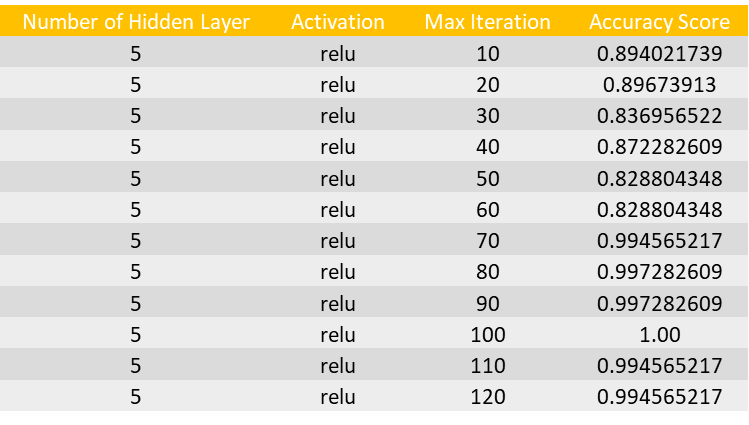 Number of Hidden Layer Activation Max Iteration Accuracy Score
5 relu 10 0.894021739
5 relu 20 0.89673913
5 relu 30 0.836956522
5 relu 40 0.872282609
5 relu 50 0.828804348
5 relu 60 0.828804348
5 relu 70 0.994565217
5 relu 80 0.997282609
5 relu 90 0.997282609
5 relu 100 1.00
5 relu 110 0.994565217
5 relu 120 0.994565217